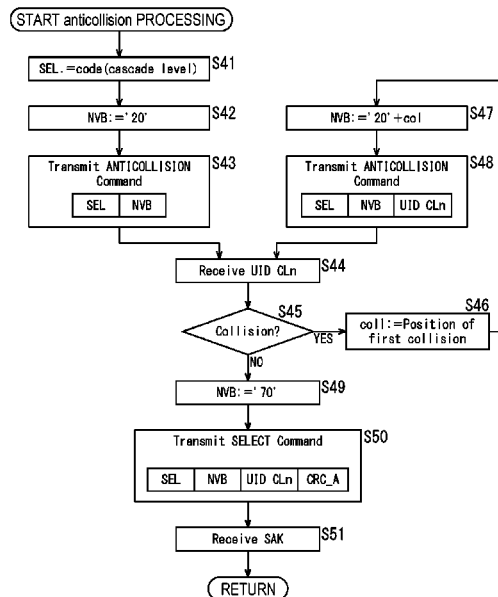 START anticollision PROCESSING
SEL.=code(cascade level)
S41
NVB:='20'
S42
Transmit ANTICOLLISION
Command
SEL NVB
S43
NVB:='20'+col
S47
Transmit ANTICOLLISION
Command
SEL NVB UID CLn
S48
Receive UID CLn
S44
Collision?
S45
YES
NO
coll:=Position of
first collision
S46
NVB:='70'
S49
Transmit SELECT Command
SEL NVB UID CLn CRC_A
S50
Receive SAK
S51
RETURN